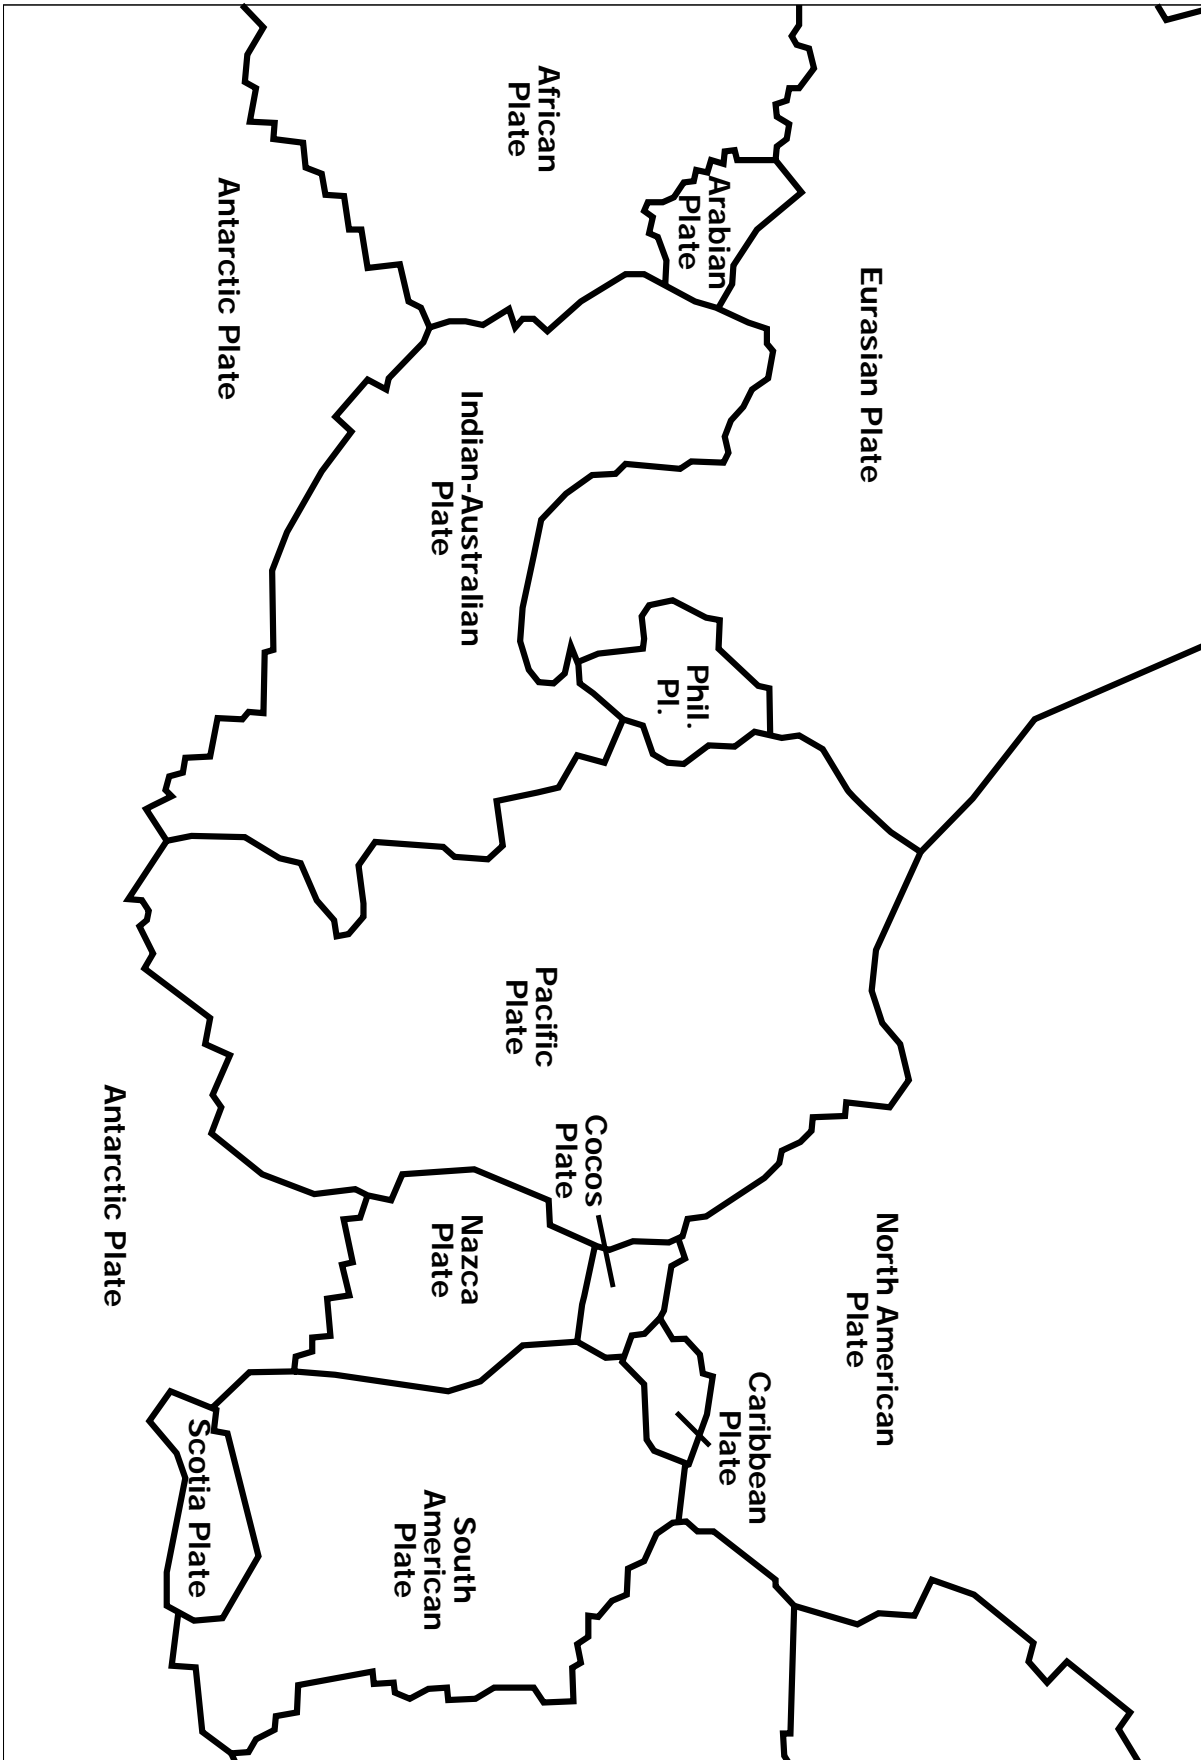 Eurasian Plate
North American
Plate
Arabian
Plate
African
Plate
Phil.
Pl.
Caribbean
Plate
Cocos
Plate
Pacific
Plate
Indian-Australian
Plate
Nazca
Plate
South
American
Plate
Antarctic Plate
Scotia Plate
Antarctic Plate